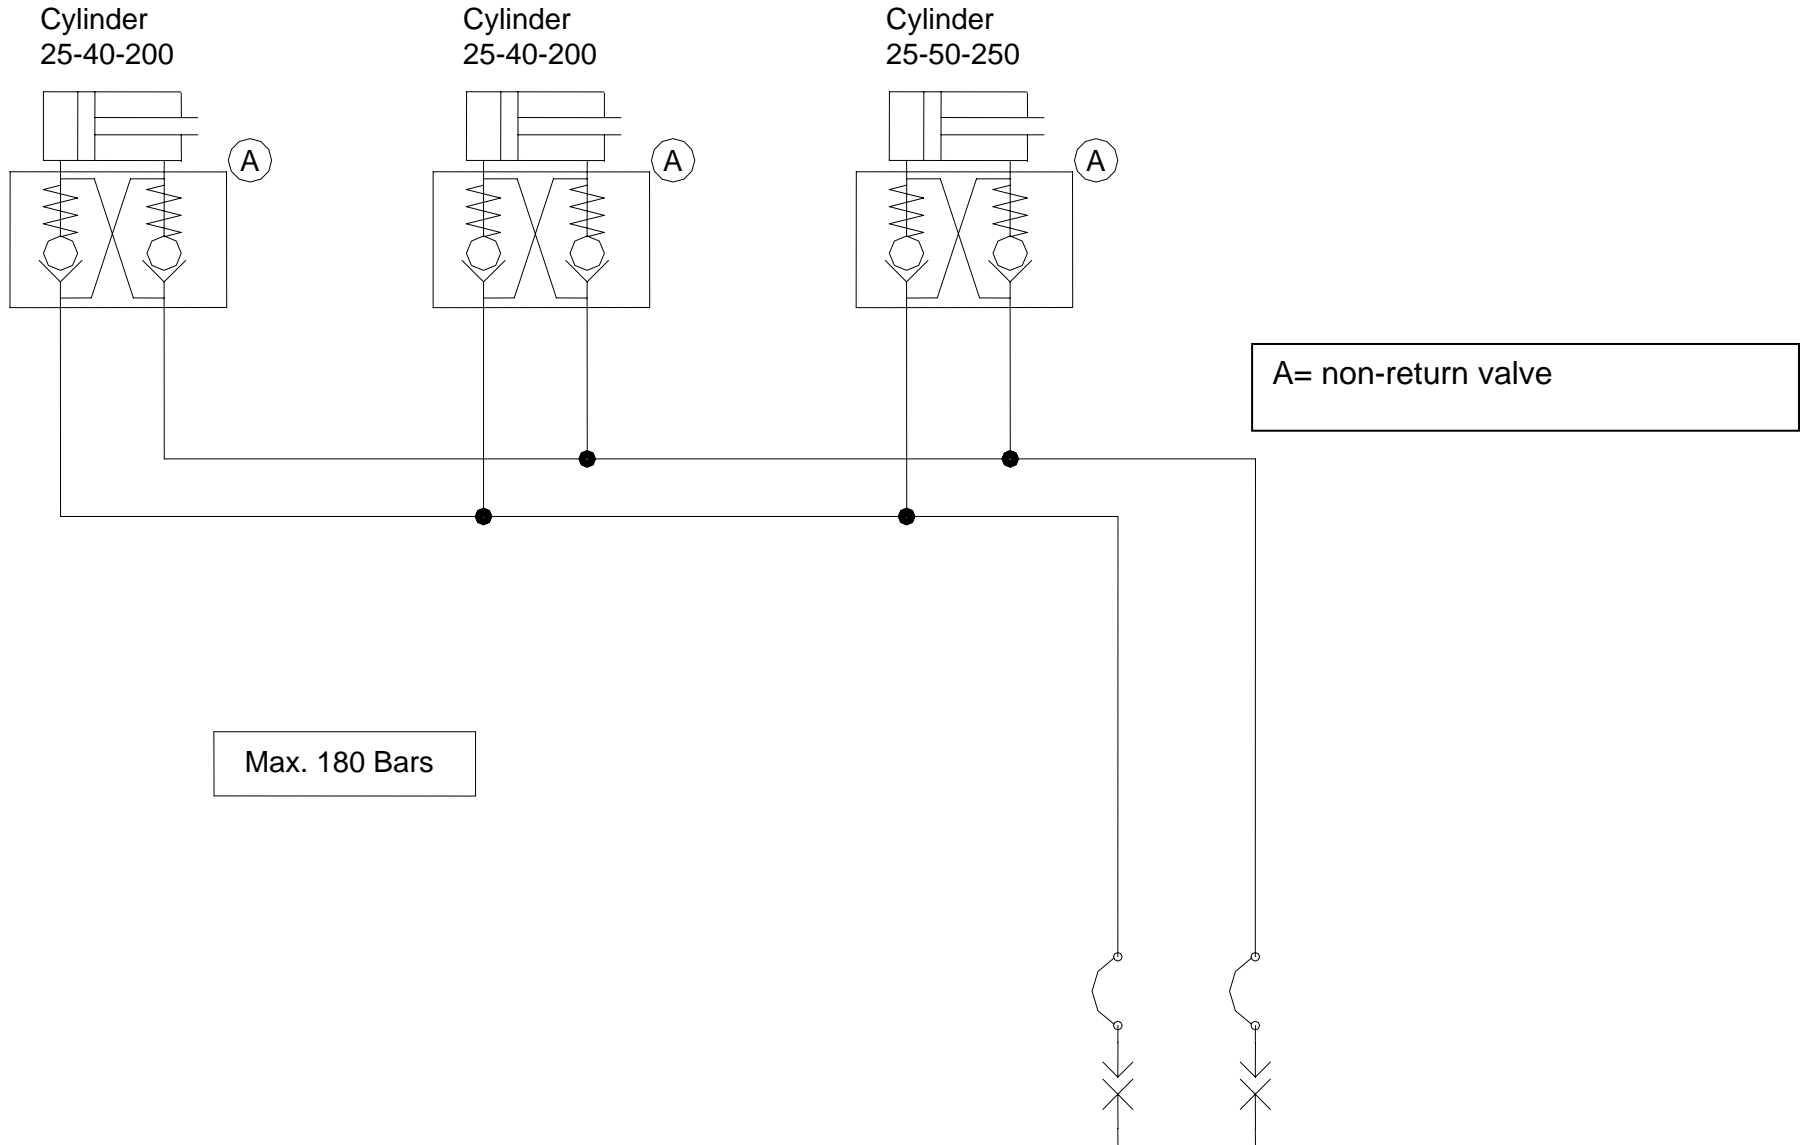 Cylinder
25-40-200
Cylinder
25-40-200
Cylinder
25-50-250
A
A
A
A= non-return valve
Max. 180 Bars